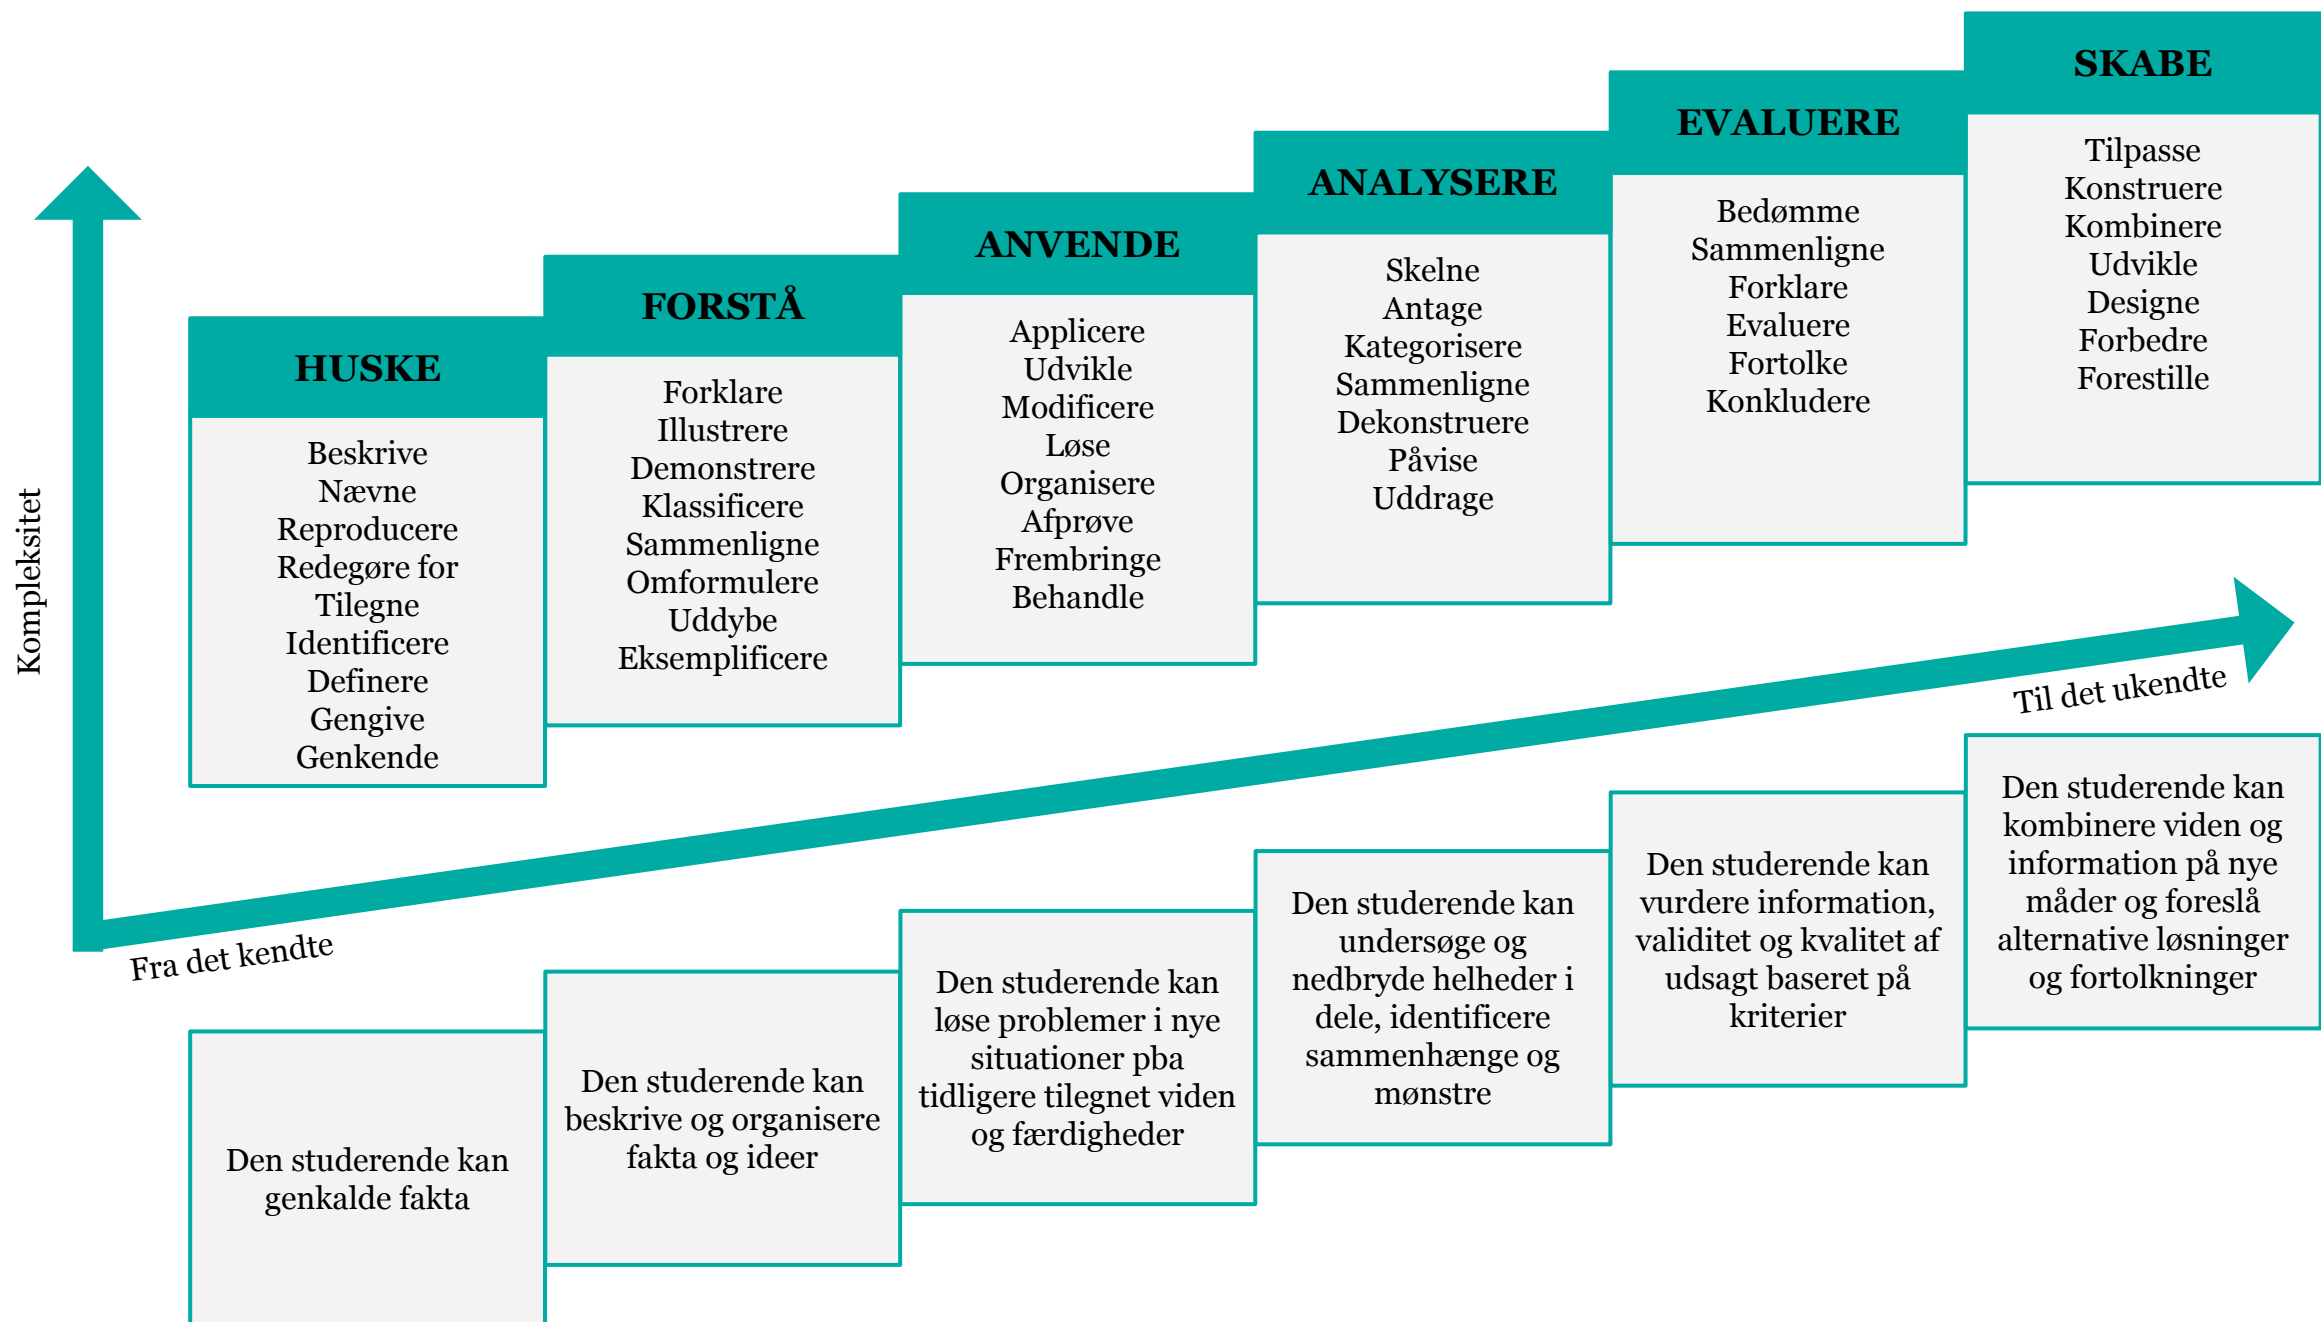 Kompleksitet
HUSKE
Beskrive
Nævne
Reproducere
Redegøre for
Tilegne
Identificere
Definere
Gengive
Genkende
FORSTÅ
Forklare
Illustrere
Demonstrere
Klassificere
Sammenligne
Omformulere
Uddybe
Eksemplificere
ANVENDE
Applicere
Udvikle
Modificere
Løse
Organisere
Afprøve
Frembringe
Behandle
ANALYSERE
Skelne
Antage
Kategorisere
Sammenligne
Dekonstruere
Påvise
Uddrage
EVALUERE
Bedømme
Sammenligne
Forklare
Evaluere
Fortolke
Konkludere
SKABE
Tilpasse
Konstruere
Kombinere
Udvikle
Designe
Forbedre
Forestille
Fra det kendte
Til det ukendte
Den studerende kan
genkalde fakta
Den studerende kan
beskrive og organisere
fakta og ideer
Den studerende kan
løse problemer i nye
situationer pba
tidligere tilegnet viden
og færdigheder
Den studerende kan
undersøge og
nedbryde helheder i
dele, identificere
sammenhænge og
mønstre
Den studerende kan
vurdere information,
validitet og kvalitet af
udsagt baseret på
kriterier
Den studerende kan
kombinere viden og
information på nye
måder og foreslå
alternative løsninger
og fortolkninger